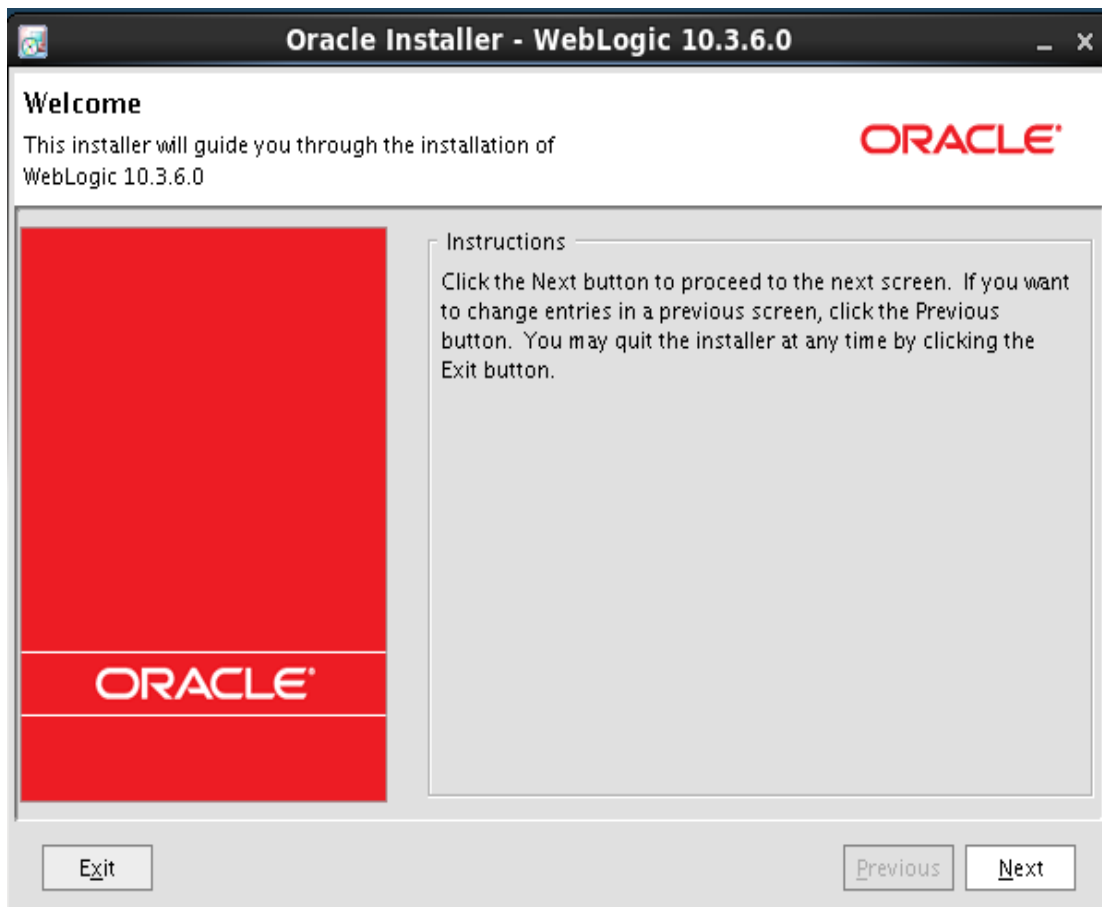 Oracle Installer - WebLogic 10.3.6.0
Welcome
This installer will guide you through the installation of
WebLogic 10.3.6.0
ORACLE
Instructions
Click the Next button to proceed to the next screen. If you want
to change entries in a previous screen, click the Previous
button. You may quit the installer at any time by clicking the
Exit button.
ORACLE
Exit
Previous
Next